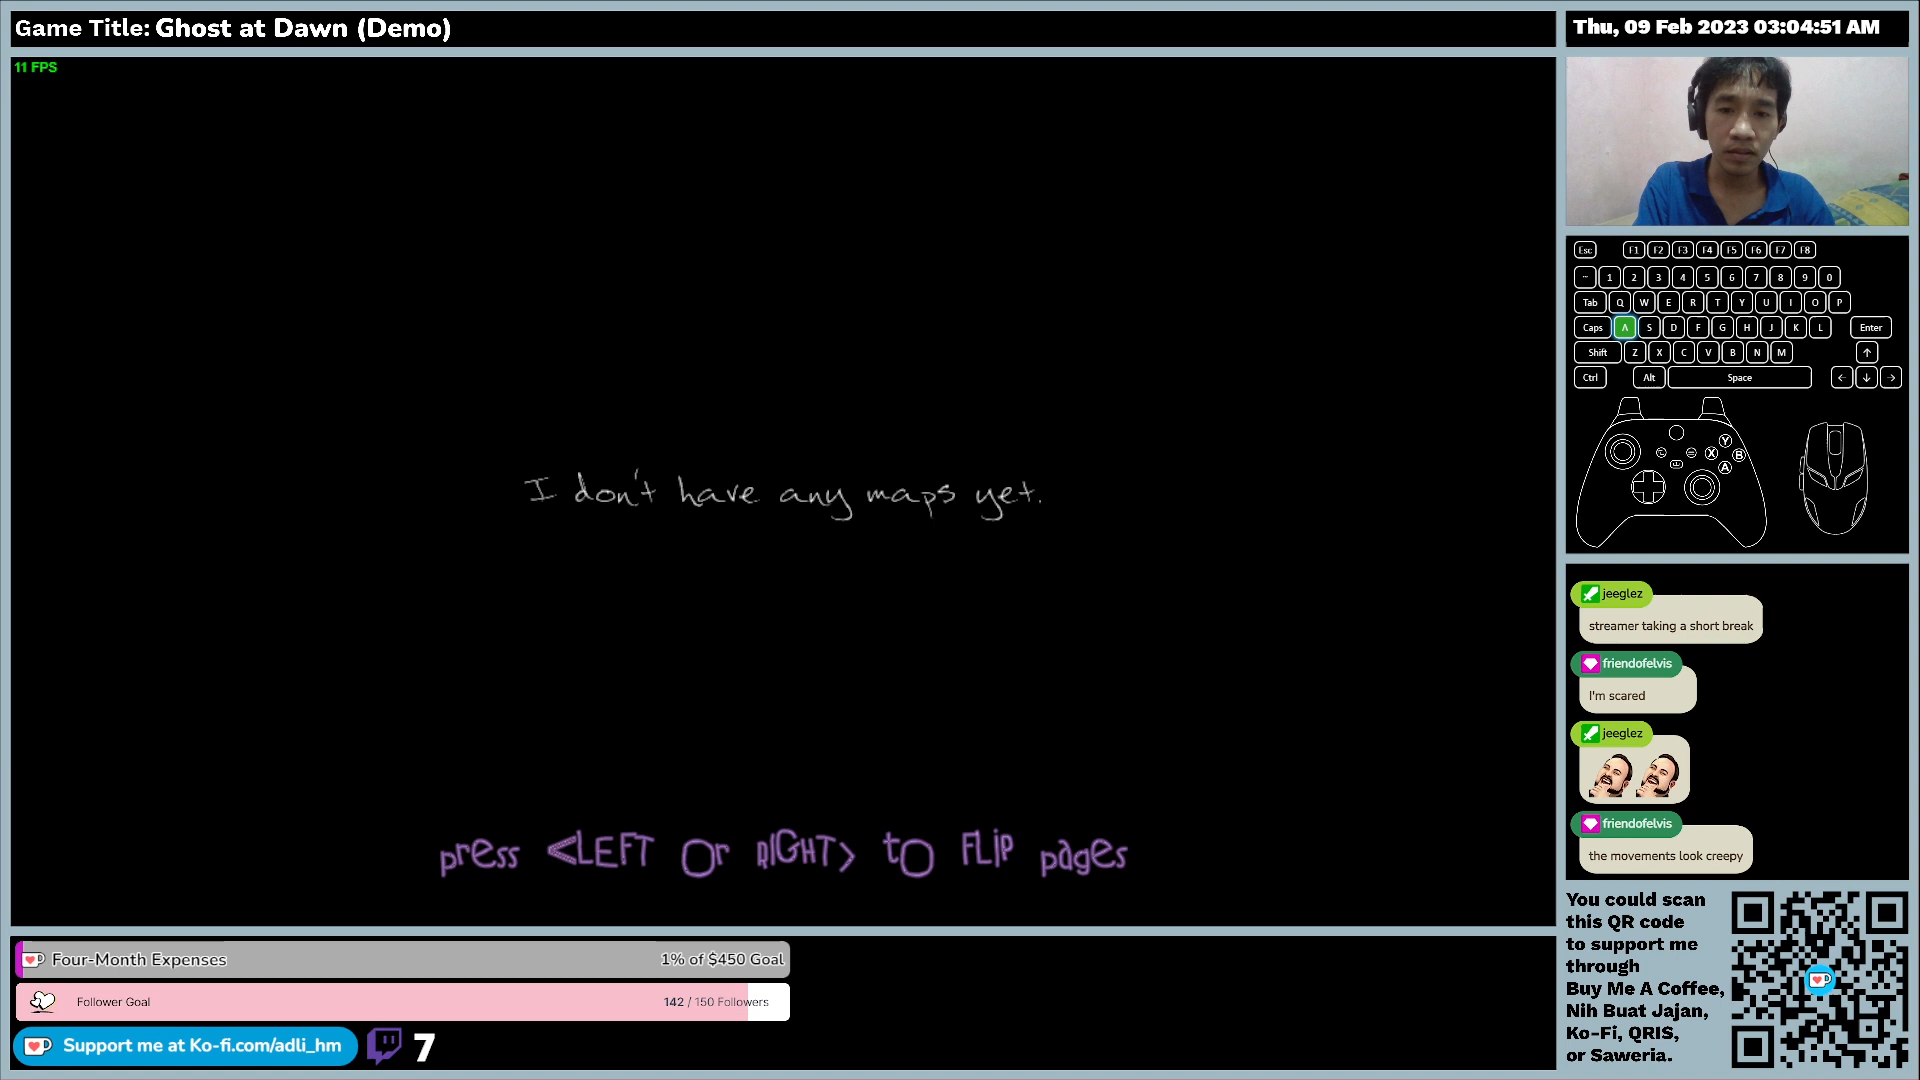 Game Title: Ghost at Dawn (Demo)
Thu, 09 Feb 2023 03:04:51 AM
11 FPS
I don't have any maps yet.
press <LEFT Or RIGHT> to FLIP pages
Esc F1 F2 F3 F4 F5 F6 F7 F8
~ 1 2 3 4 5 6 7 8 9 0
Tab Q W E R T Y U I O P
Caps A S D F G H J K L Enter
Shift Z X C V B N M ↑
Ctrl Alt Space ← ↓ →
Y
X B
A
jeeglez
streamer taking a short break
friendofelvis
I'm scared
jeeglez
friendofelvis
the movements look creepy
Four-Month Expenses 1% of $450 Goal
Follower Goal 142 / 150 Followers
Support me at Ko-fi.com/adli_hm 7
You could scan
this QR code
to support me
through
Buy Me A Coffee,
Nih Buat Jajan,
Ko-Fi, QRIS,
or Saweria.